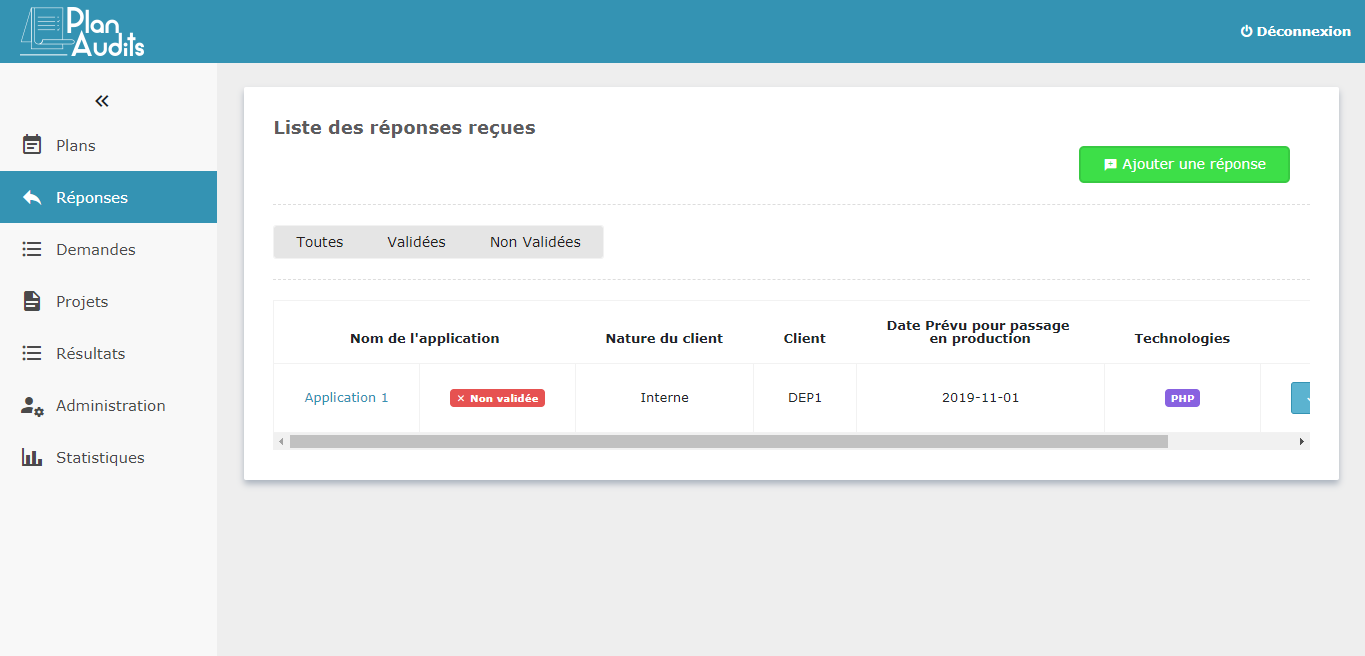 Plan
Audits
Déconnexion
Plans
Réponses
Demandes
Projets
Résultats
Administration
Statistiques
Liste des réponses reçues
Ajouter une réponse
Toutes Validées Non Validées
Nom de l'application Nature du client Client Date Prévu pour passage
en production Technologies
Application 1 Non validée Interne DEP1 2019-11-01 PHP